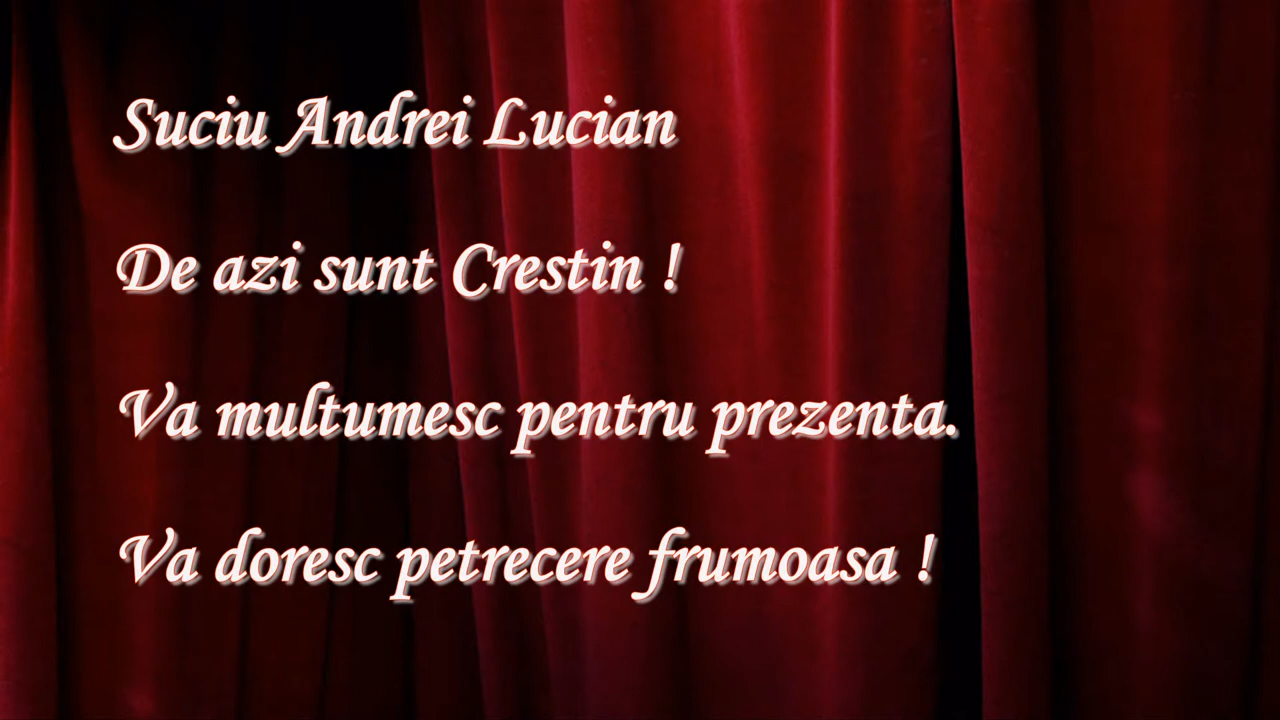 Suciu Andrei Lucian
De azi sunt Crestin !
Va multumesc pentru prezenta.
Va doresc petrecere frumoasa !